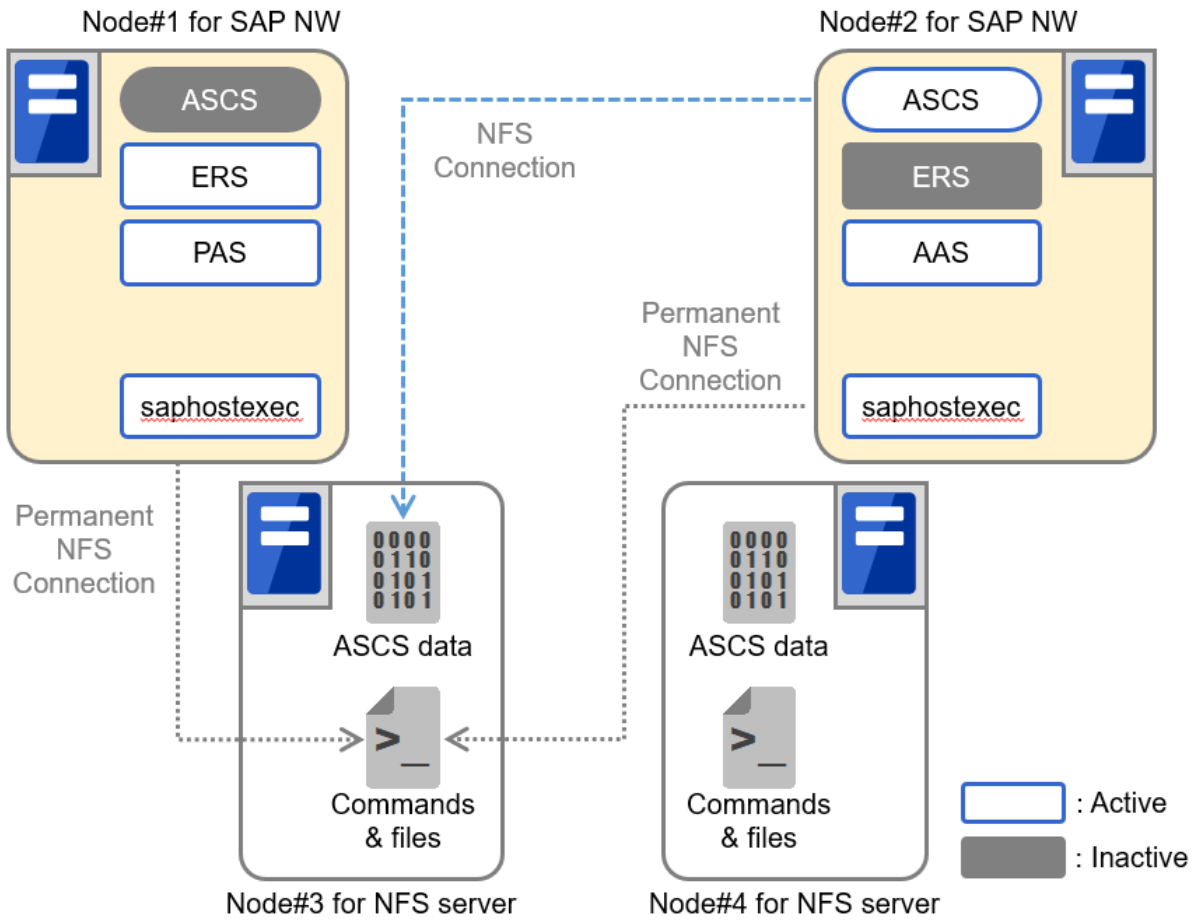 Node#1 for SAP NW
Node#2 for SAP NW
ASCS
ERS
PAS
saphostexec
NFS
Connection
ASCS
ERS
AAS
saphostexec
Permanent
NFS
Connection
Permanent
NFS
Connection
0000
0110
0101
0101
ASCS data
>_
Commands
& files
0000
0110
0101
0101
ASCS data
>_
Commands
& files
: Active
: Inactive
Node#3 for NFS server
Node#4 for NFS server